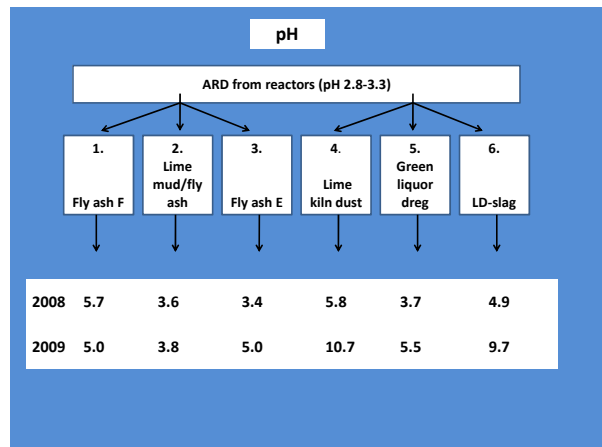 pH
ARD from reactors (pH 2.8-3.3)
1.
Fly ash F
2.
Lime
mud/fly
ash
3.
Fly ash E
4.
Lime
kiln dust
5.
Green
liquor
dreg
6.
LD-slag
2008 5.7 3.6 3.4 5.8 3.7 4.9
2009 5.0 3.8 5.0 10.7 5.5 9.7